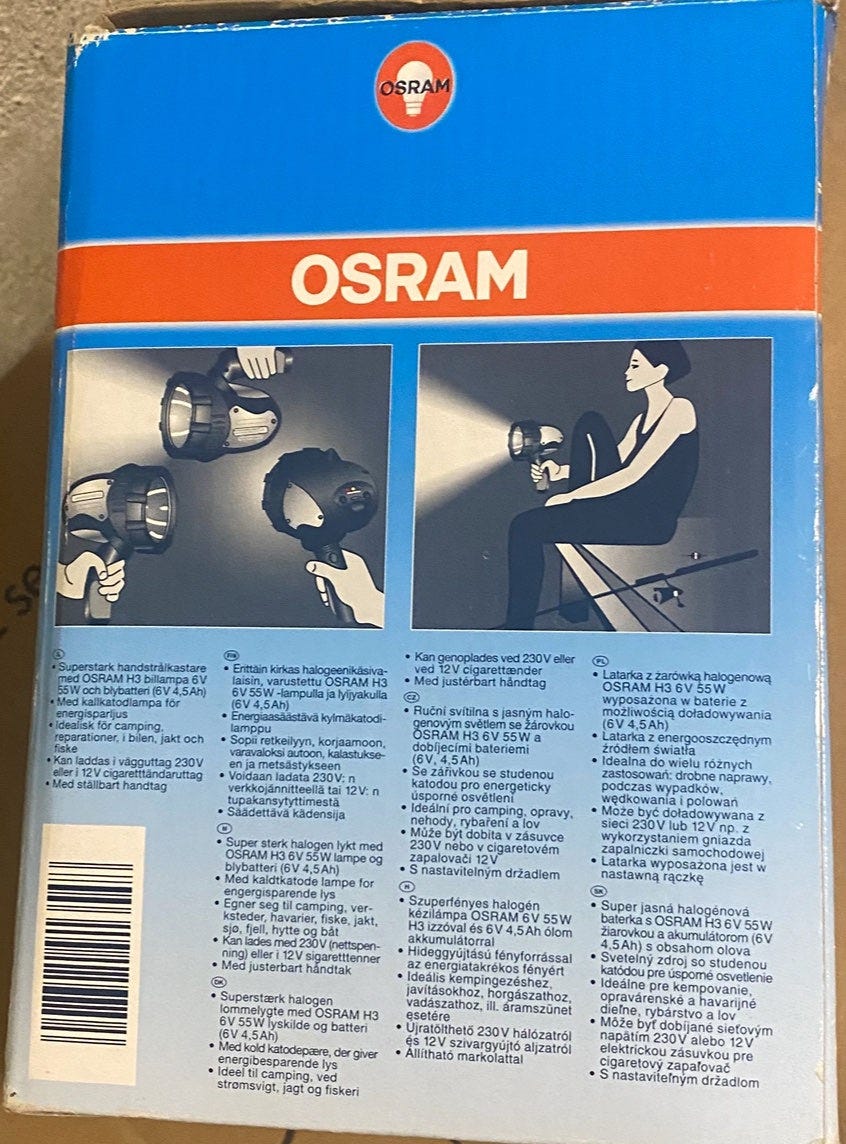 OSRAM
OSRAM
S
• Superstark handstrålkastare
med OSRAM H3 billampa 6V
55W och blybatteri (6V 4,5Ah)
• Med kallkatodlampa för
energisparljus
• Idealisk för camping,
reparationer, i bilen, jakt och
fiske
• Kan laddas i vägguttag 230V
eller i 12V cigarettändaruttag
• Med ställbart handtag
FIN
• Erittäin kirkas halogeenikäsiva-
laisin, varustettu OSRAM H3
6V 55W -lampulla ja lyijyakulla
(6V 4,5Ah)
• Energiaasäästävä kylmäkatodi-
lamppu
• Sopii retkeilyyn, korjaamoon,
varavaloksi autoon, kalastukse-
en ja metsästykseen
• Voidaan ladata 230V: n
verkkojännitteellä tai 12V: n
tupakansytyttimestä
• Säädettävä kädensija
N
• Super sterk halogen lykt med
OSRAM H3 6V 55W lampe og
blybatteri (6V 4,5Ah)
• Med kaldtkatode lampe for
engergisparende lys
• Egner seg til camping, ver-
ksteder, havarier, fiske, jakt,
sjø, fjell, hytte og båt
• Kan lades med 230V (nettspen-
ning) eller i 12V sigarettenner
• Med justerbart håndtak
DK
• Superstærk halogen
lommelygte med OSRAM H3
6V 55W lyskilde og batteri
(6V 4,5Ah)
• Med kold katodepære, der giver
energibesparende lys
• Ideel til camping, ved
strømsvigt, jagt og fiskeri
• Kan genoplades ved 230V eller
ved 12V cigarettænder
• Med justérbart håndtag
CZ
• Ruční svítilna s jasným halo-
genovým světlem se žárovkou
OSRAM H3 6V 55W a
dobíjecími bateriemi
(6V, 4,5Ah)
• Se zářivkou se studenou
katodou pro energeticky
úsporné osvětlení
• Ideální pro camping, opravy,
nehody, rybaření a lov
• Může být dobita v zásuvce
230V nebo v cigaretovém
zapalovači 12V
• S nastavitelným držadlem
H
• Szuperfényes halogén
kézilámpa OSRAM 6V 55W
H3 izzóval és 6V 4,5Ah ólom
akkumulátorral
• Hideggyújtású fényforrással
az energiatakrékos fényért
• Ideális kempingezéshez,
javításokhoz, horgászathoz,
vadászathoz, ill. áramszünet
esetére
• Ujratölthető 230V hálózatról
és 12V szivargyújtó aljzatról
• Állítható markolattal
PL
• Latarka z żarówką halogenową
OSRAM H3 6V 55W
wyposażona w baterie z
możliwością doładowywania
(6V 4,5Ah)
• Latarka z energooszczędnym
źródłem światła
• Idealna do wielu różnych
zastosowań: drobne naprawy,
podczas wypadków,
wędkowania i polowań
• Może być doładowywana z
sieci 230V lub 12V np. z
wykorzystaniem gniazda
zapalniczki samochodowej
• Latarka wyposażona jest w
nastawną rączkę
SK
• Super jasná halogénová
baterka s OSRAM H3 6V 55W
žiarovkou a akumulátorom (6V
4,5Ah) s obsahom olova
• Svetelný zdroj so studenou
katódou pre úsporné osvetlenie
• Ideálne pre kempovanie,
opravárenské a havarijné
dieľne, rybárstvo a lov
• Môže byť dobíjané sieťovým
napätím 230V alebo 12V
elektrickou zásuvkou pre
cigaretový zapaľovač
• S nastaviteľným držadlom